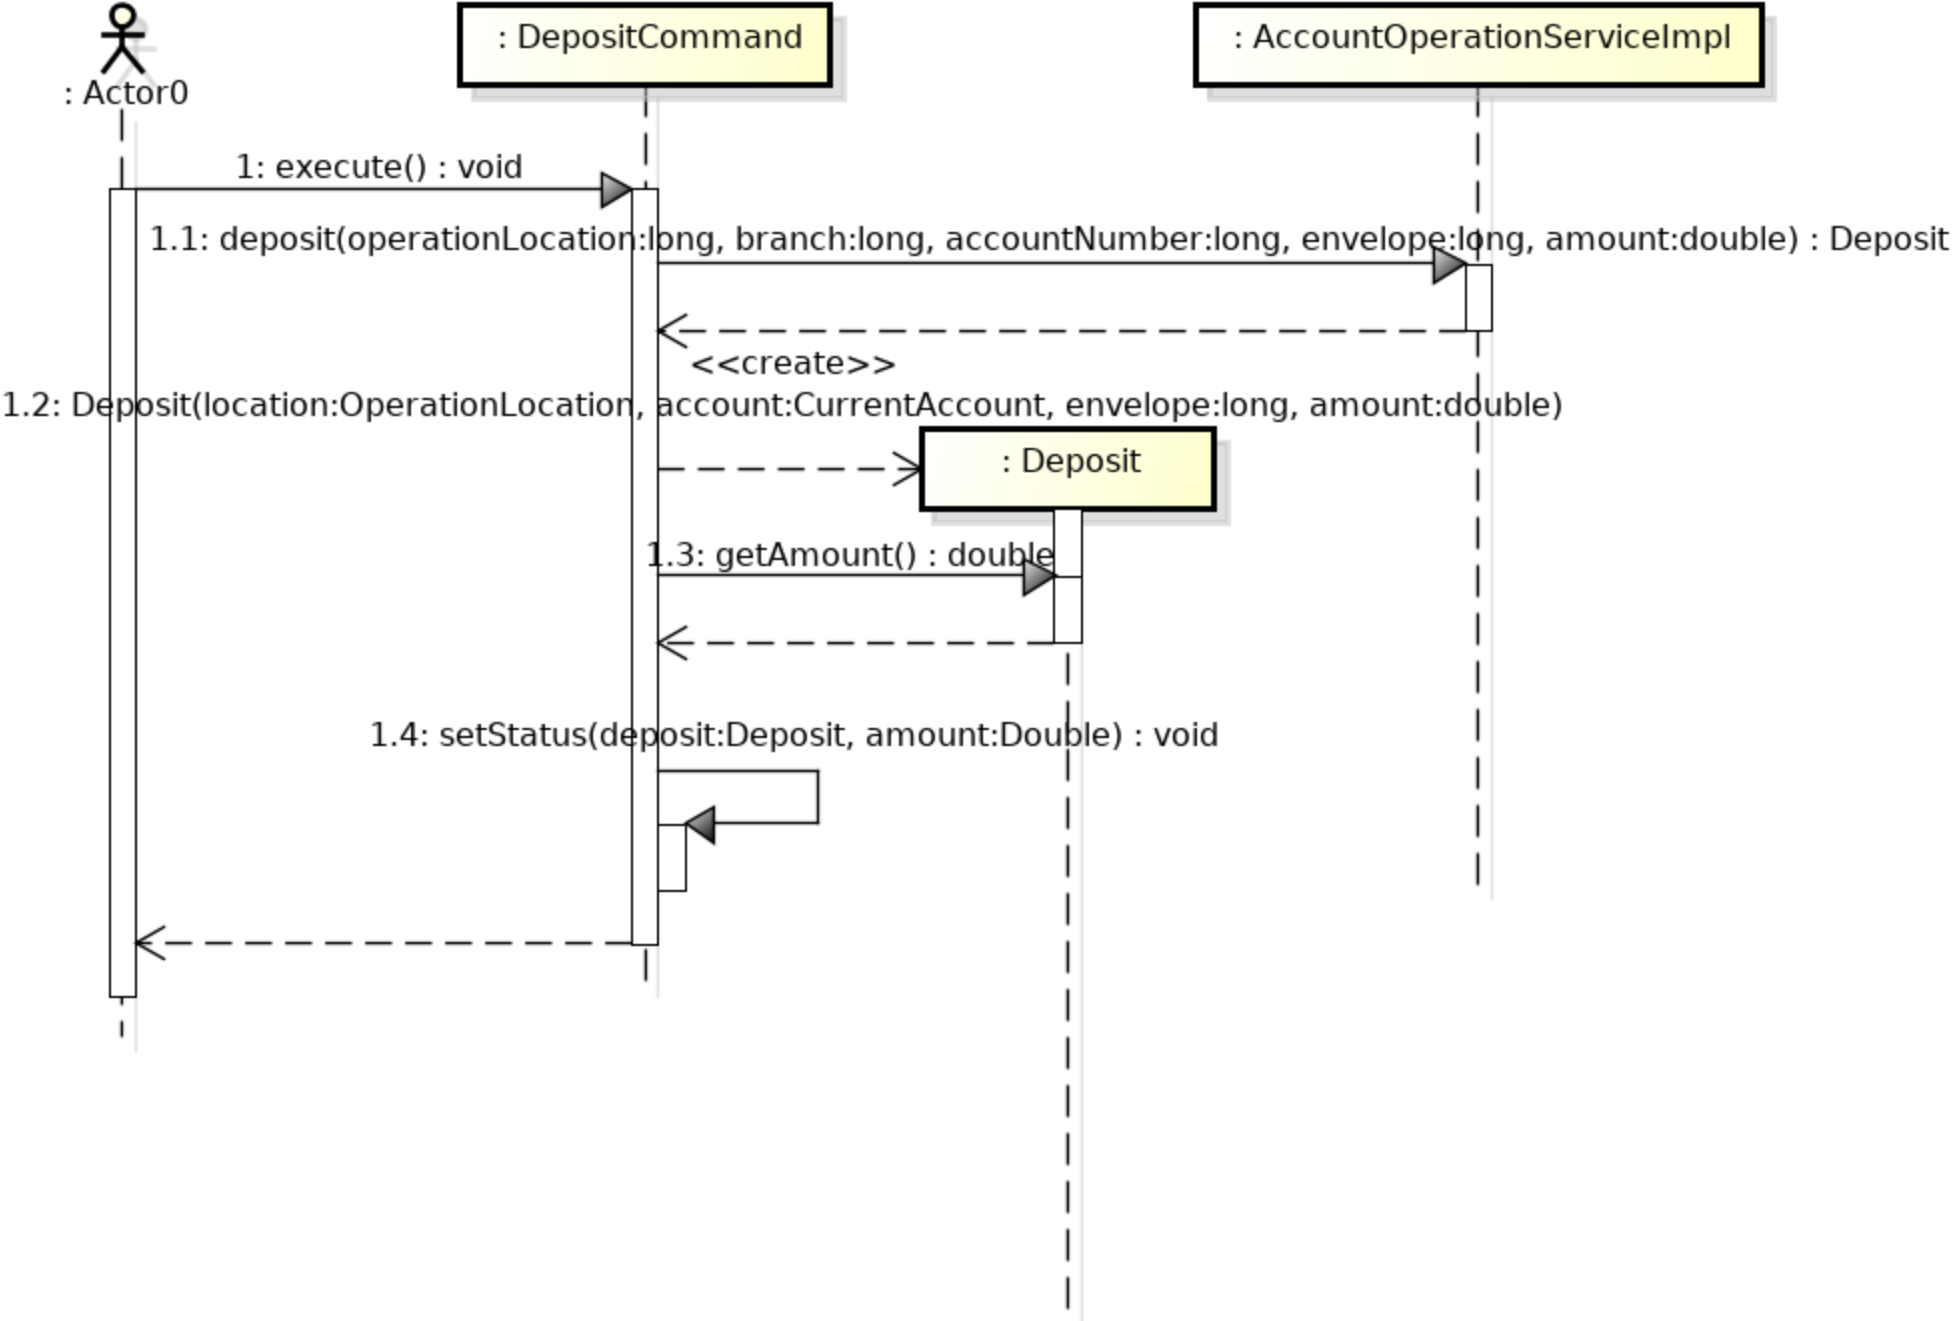 : Actor0
: DepositCommand
: AccountOperationServiceImpl
1: execute() : void
1.1: deposit(operationLocation:long, branch:long, accountNumber:long, envelope:long, amount:double) : Deposit
<<create>>
1.2: Deposit(location:OperationLocation, account:CurrentAccount, envelope:long, amount:double)
: Deposit
1.3: getAmount() : double
1.4: setStatus(deposit:Deposit, amount:Double) : void